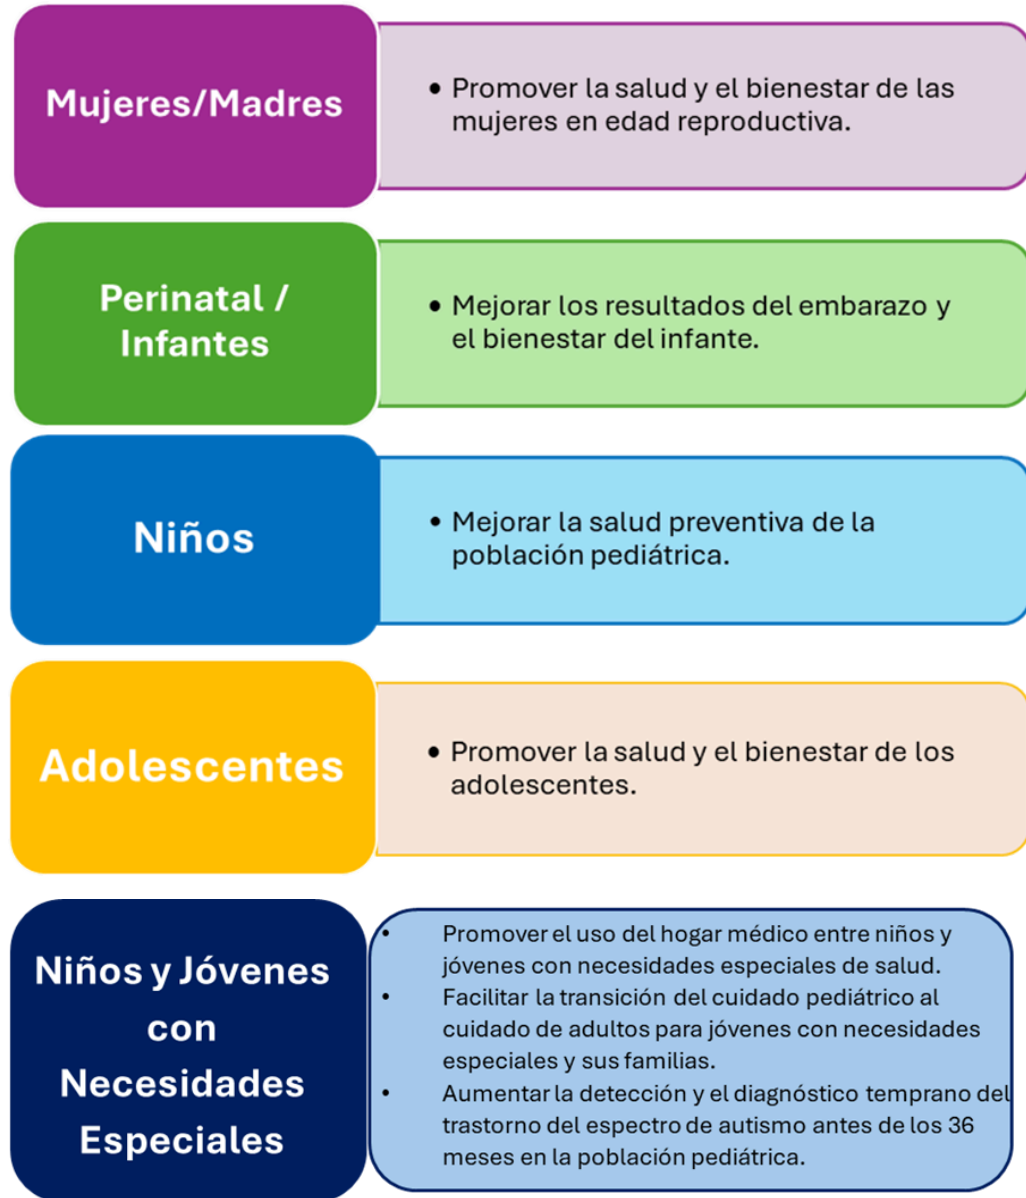 Mujeres/Madres
• Promover la salud y el bienestar de las
mujeres en edad reproductiva.
Perinatal /
Infantes
• Mejorar los resultados del embarazo y
el bienestar del infante.
Niños
• Mejorar la salud preventiva de la
población pediátrica.
Adolescentes
• Promover la salud y el bienestar de los
adolescentes.
Niños y Jóvenes
con
Necesidades
Especiales
• Promover el uso del hogar médico entre niños y
jóvenes con necesidades especiales de salud.
• Facilitar la transición del cuidado pediátrico al
cuidado de adultos para jóvenes con necesidades
especiales y sus familias.
• Aumentar la detección y el diagnóstico temprano del
trastorno del espectro de autismo antes de los 36
meses en la población pediátrica.